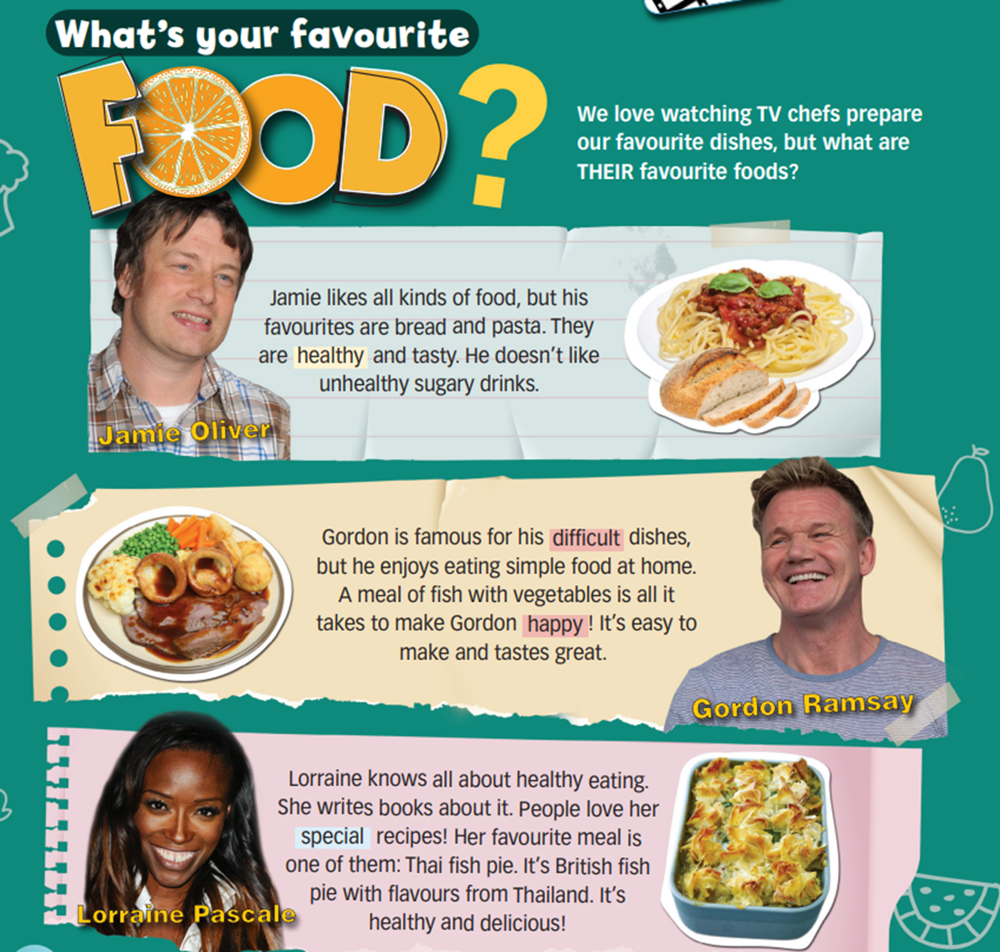 What's your favourite
FOOD?
We love watching TV chefs prepare
our favourite dishes, but what are
THEIR favourite foods?
Jamie likes all kinds of food, but his
favourites are bread and pasta. They
are healthy and tasty. He doesn't like
unhealthy sugary drinks.
Jamie Oliver
Gordon is famous for his difficult dishes,
but he enjoys eating simple food at home.
A meal of fish with vegetables is all it
takes to make Gordon happy! It's easy to
make and tastes great.
Gordon Ramsay
Lorraine knows all about healthy eating.
She writes books about it. People love her
special recipes! Her favourite meal is
one of them: Thai fish pie. It's British fish
pie with flavours from Thailand. It's
healthy and delicious!
Lorraine Pascale